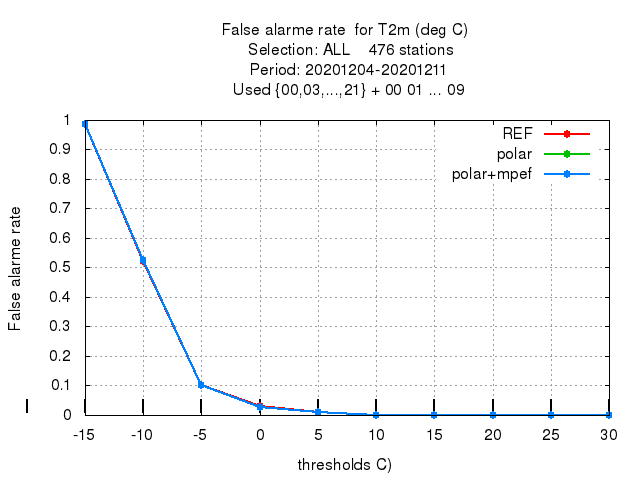 False alarme rate  for T2m (deg C)
Selection: ALL    476 stations
Period: 20201204-20201211
Used {00,03,...,21} + 00 01 ... 09
REF
polar
polar+mpef
1
0.9
0.8
0.7
0.6
0.5
0.4
0.3
0.2
0.1
0
False alarme rate
-15 -10 -5 0 5 10 15 20 25 30
thresholds C)